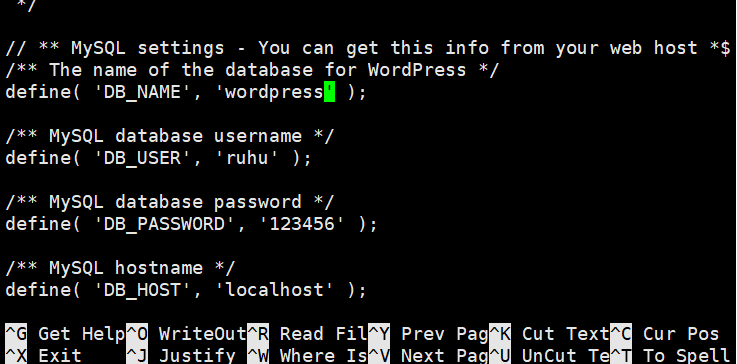 */
// ** MySQL settings - You can get this info from your web host *$
/** The name of the database for WordPress */
define( 'DB_NAME', 'wordpress' );
/** MySQL database username */
define( 'DB_USER', 'ruhu' );
/** MySQL database password */
define( 'DB_PASSWORD', '123456' );
/** MySQL hostname */
define( 'DB_HOST', 'localhost' );
^G Get Help^O WriteOut^R Read Fil^Y Prev Pag^K Cut Text^C Cur Pos
^X Exit ^J Justify ^W Where Is^V Next Pag^U UnCut Te^T To Spell